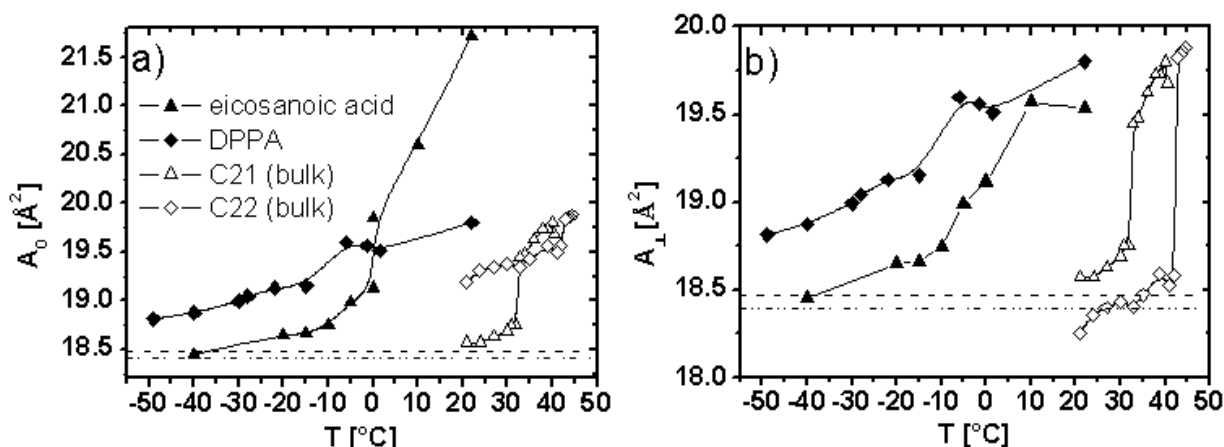 a)
eicosanoic acid
DPPA
C21 (bulk)
C22 (bulk)
21.5
21.0
20.5
20.0
19.5
19.0
18.5
A₀ [Å²]
-50 -40 -30 -20 -10 0 10 20 30 40 50
T [°C]
b)
20.0
19.5
19.0
18.5
18.0
A⊥ [Å²]
-50 -40 -30 -20 -10 0 10 20 30 40 50
T [°C]